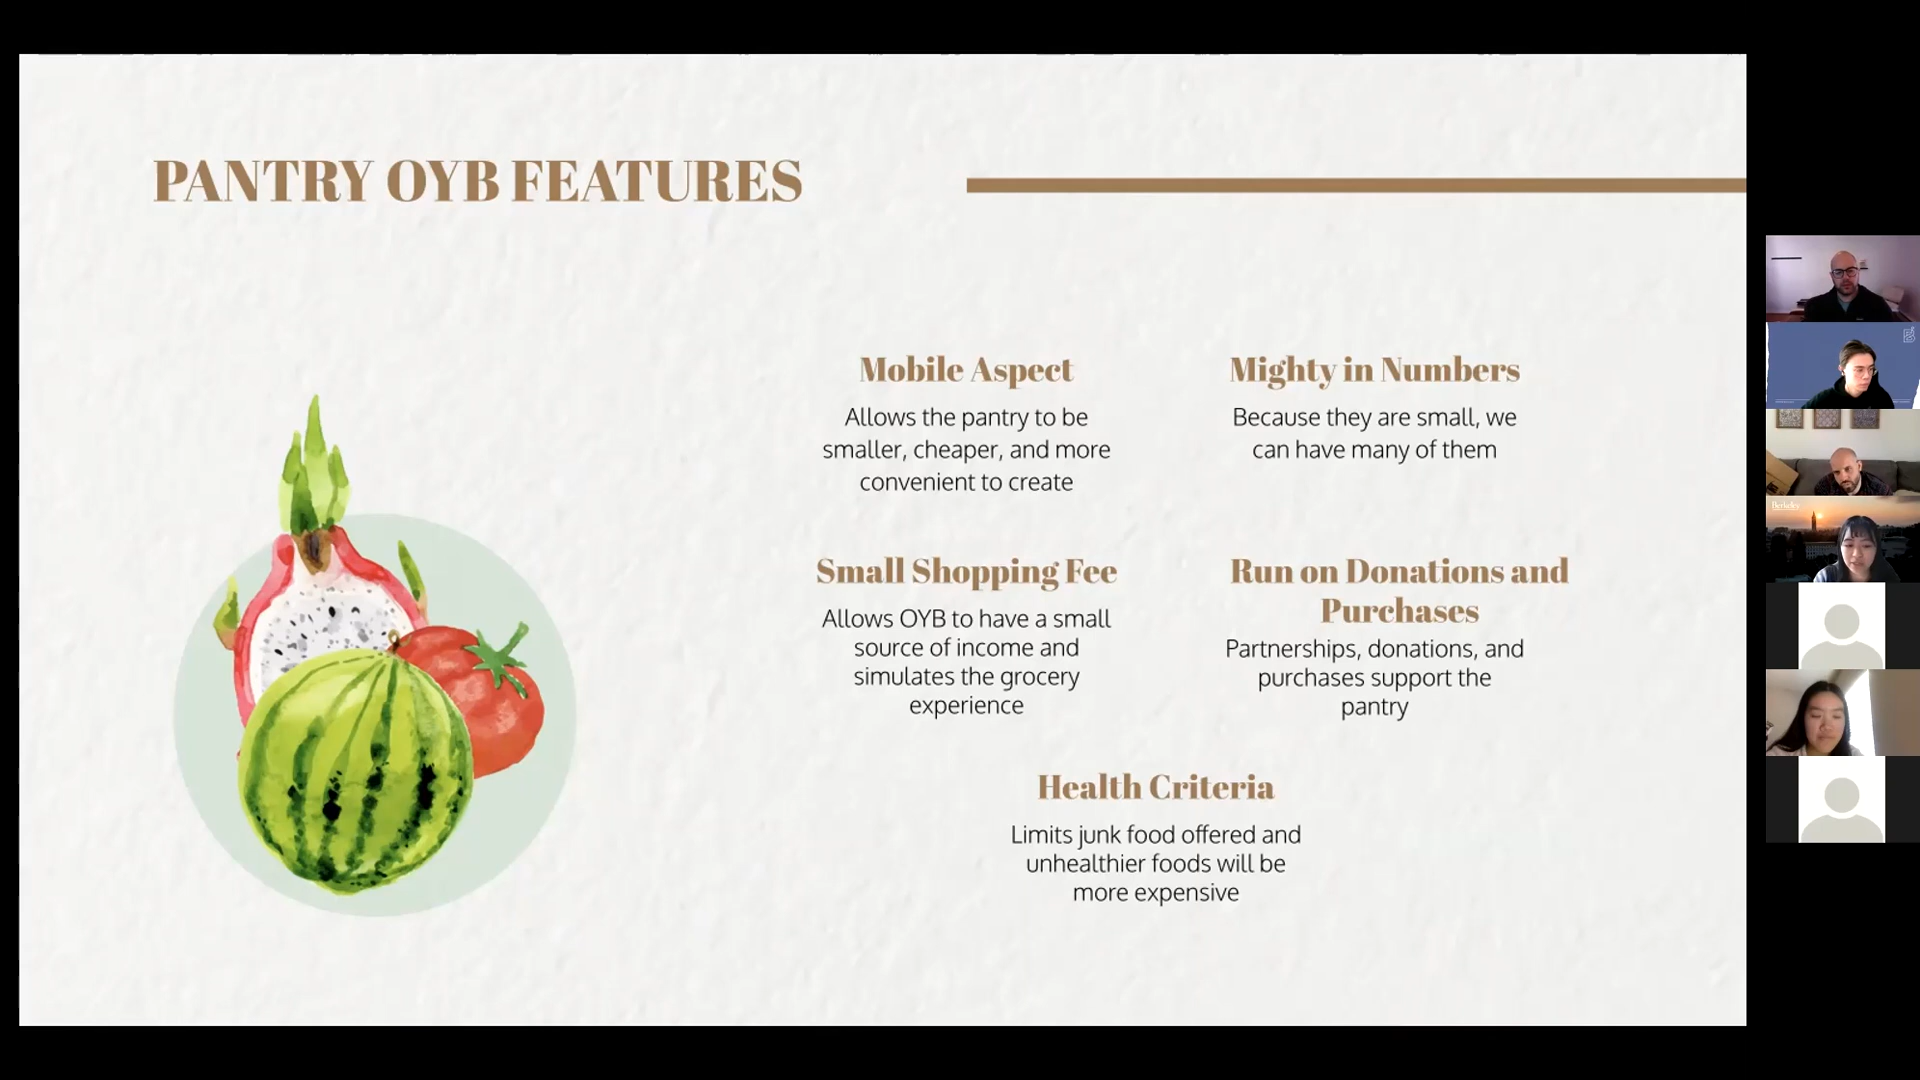 PANTRY OYB FEATURES
Mobile Aspect
Allows the pantry to be
smaller, cheaper, and more
convenient to create
Mighty in Numbers
Because they are small, we
can have many of them
Small Shopping Fee
Allows OYB to have a small
source of income and
simulates the grocery
experience
Run on Donations and
Purchases
Partnerships, donations, and
purchases support the
pantry
Health Criteria
Limits junk food offered and
unhealthier foods will be
more expensive
Berkeley